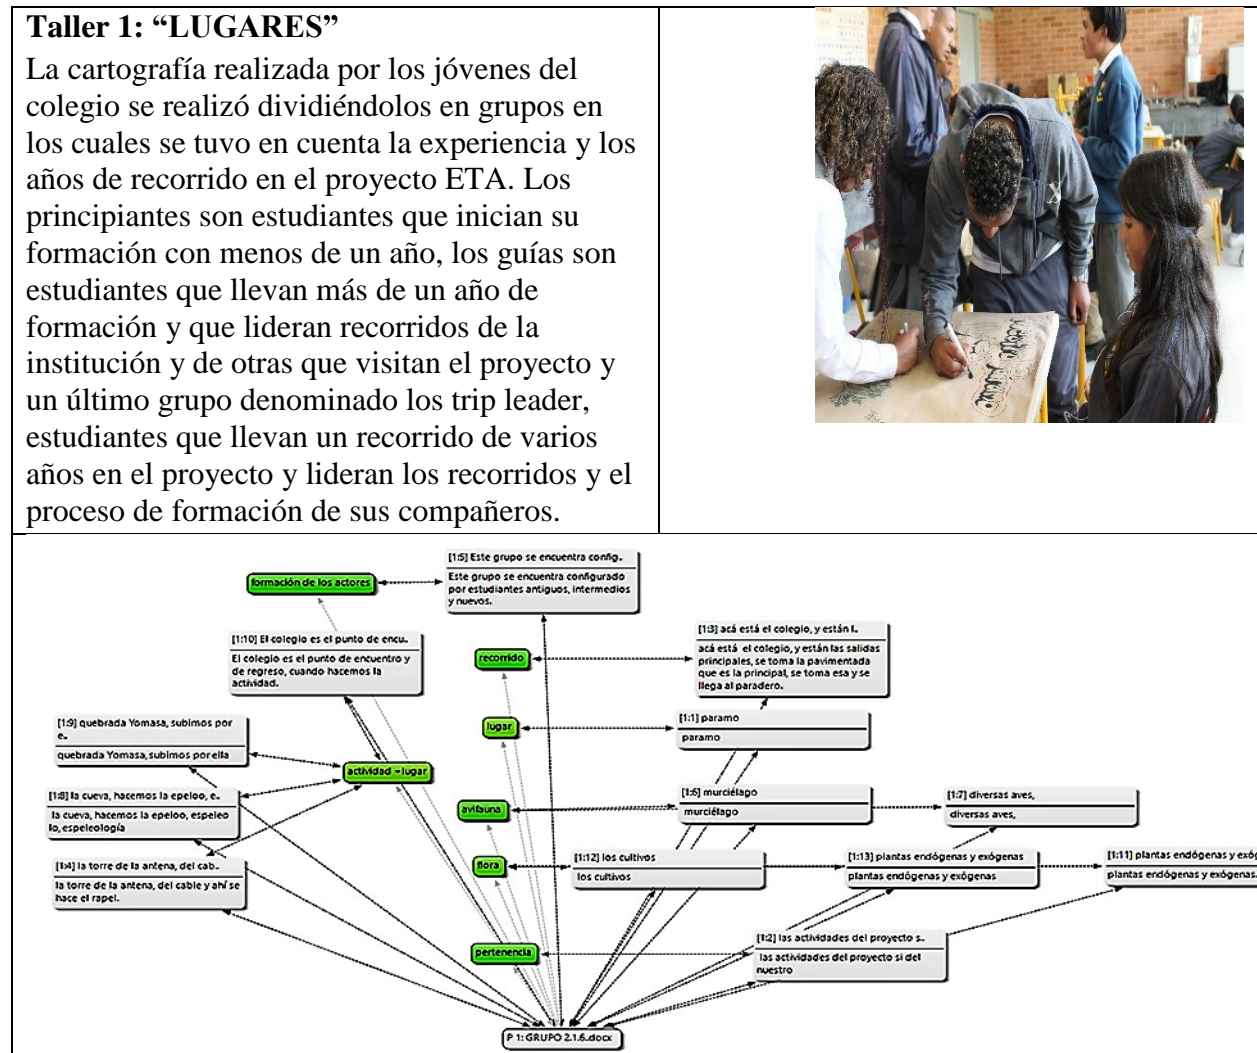 Taller 1: “LUGARES”
La cartografía realizada por los jóvenes del
colegio se realizó dividiéndolos en grupos en
los cuales se tuvo en cuenta la experiencia y los
años de recorrido en el proyecto ETA. Los
principiantes son estudiantes que inician su
formación con menos de un año, los guías son
estudiantes que llevan más de un año de
formación y que lideran recorridos de la
institución y de otras que visitan el proyecto y
un último grupo denominado los trip leader,
estudiantes que llevan un recorrido de varios
años en el proyecto y lideran los recorridos y el
proceso de formación de sus compañeros.
[1:5] Este grupo se encuentra config..
Este grupo se encuentra configurado
por estudiantes antiguos, intermedios
y nuevos.
formación de los actores
[1:10] El colegio es el punto de encu..
El colegio es el punto de encuentro y
de regreso, cuando hacemos la
actividad.
recorrido
[1:3] acá está el colegio, y están l..
acá está el colegio, y están las salidas
principales, se toma la pavimentada
que es la principal, se toma esa y se
llega al paradero.
[1:9] quebrada Yomasa, subimos por
e..
quebrada Yomasa, subimos por ella
lugar
[1:1] paramo
paramo
actividad - lugar
[1:8] la cueva, hacemos la epeloo, e..
la cueva, hacemos la epeloo, espeleo
lo, espeleología
avifauna
[1:6] murciélago
murciélago
[1:7] diversas aves,
diversas aves,
[1:4] la torre de la antena, del cab..
la torre de la antena, del cable y ahí se
hace el rapel.
flora
[1:12] los cultivos
los cultivos
[1:13] plantas endógenas y exógenas
plantas endógenas y exógenas
[1:11] plantas endógenas y exóg
plantas endógenas y exógenas.
pertenencia
[1:2] las actividades del proyecto s..
las actividades del proyecto si del
nuestro
P 1: GRUPO 2.1.6..docx